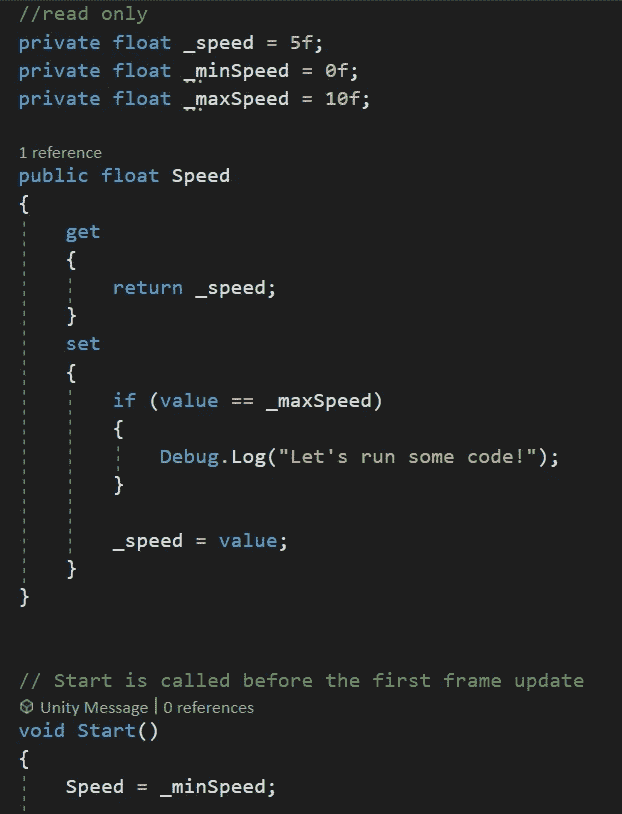 //read only
private float _speed = 5f;
private float _minSpeed = 0f;
private float _maxSpeed = 10f;
1 reference
public float Speed
{
get
{
return _speed;
}
set
{
if (value == _maxSpeed)
{
Debug.Log("Let's run some code!");
}
_speed = value;
}
}
// Start is called before the first frame update
Unity Message | 0 references
void Start()
{
Speed = _minSpeed;